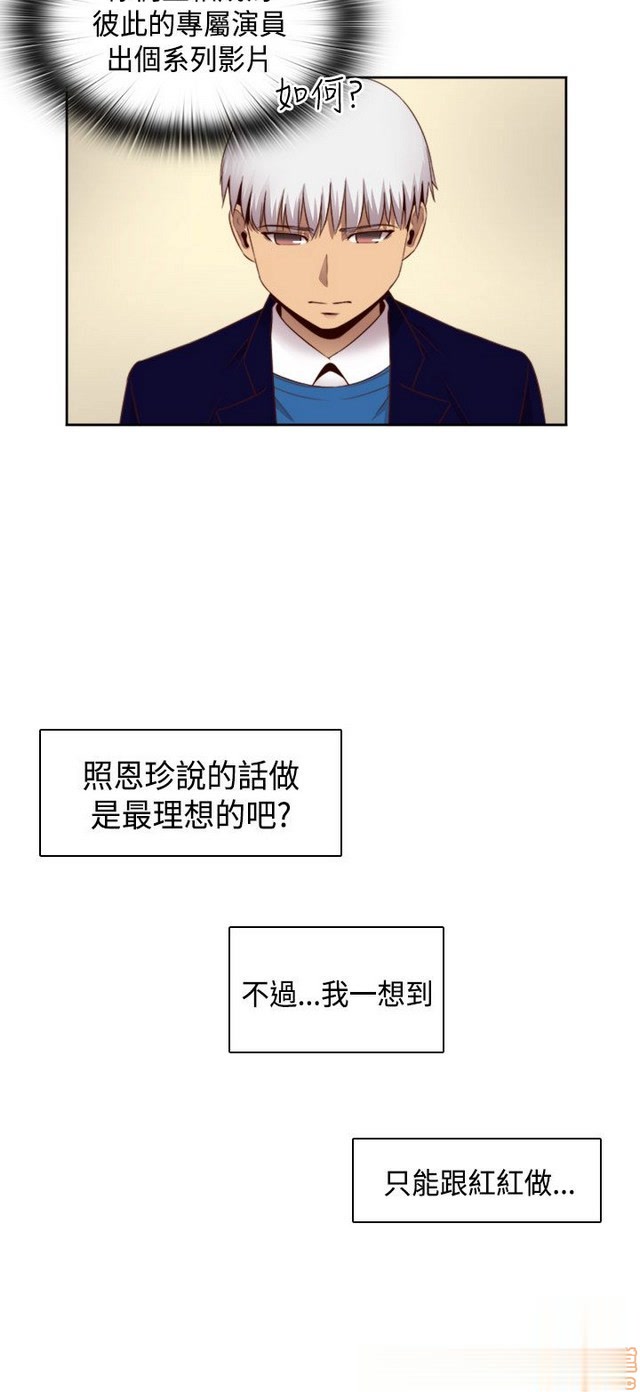 彼此的專屬演員
出個系列影片
如何?
照恩珍說的話做
是最理想的吧?
不過...我一想到
只能跟紅紅做...